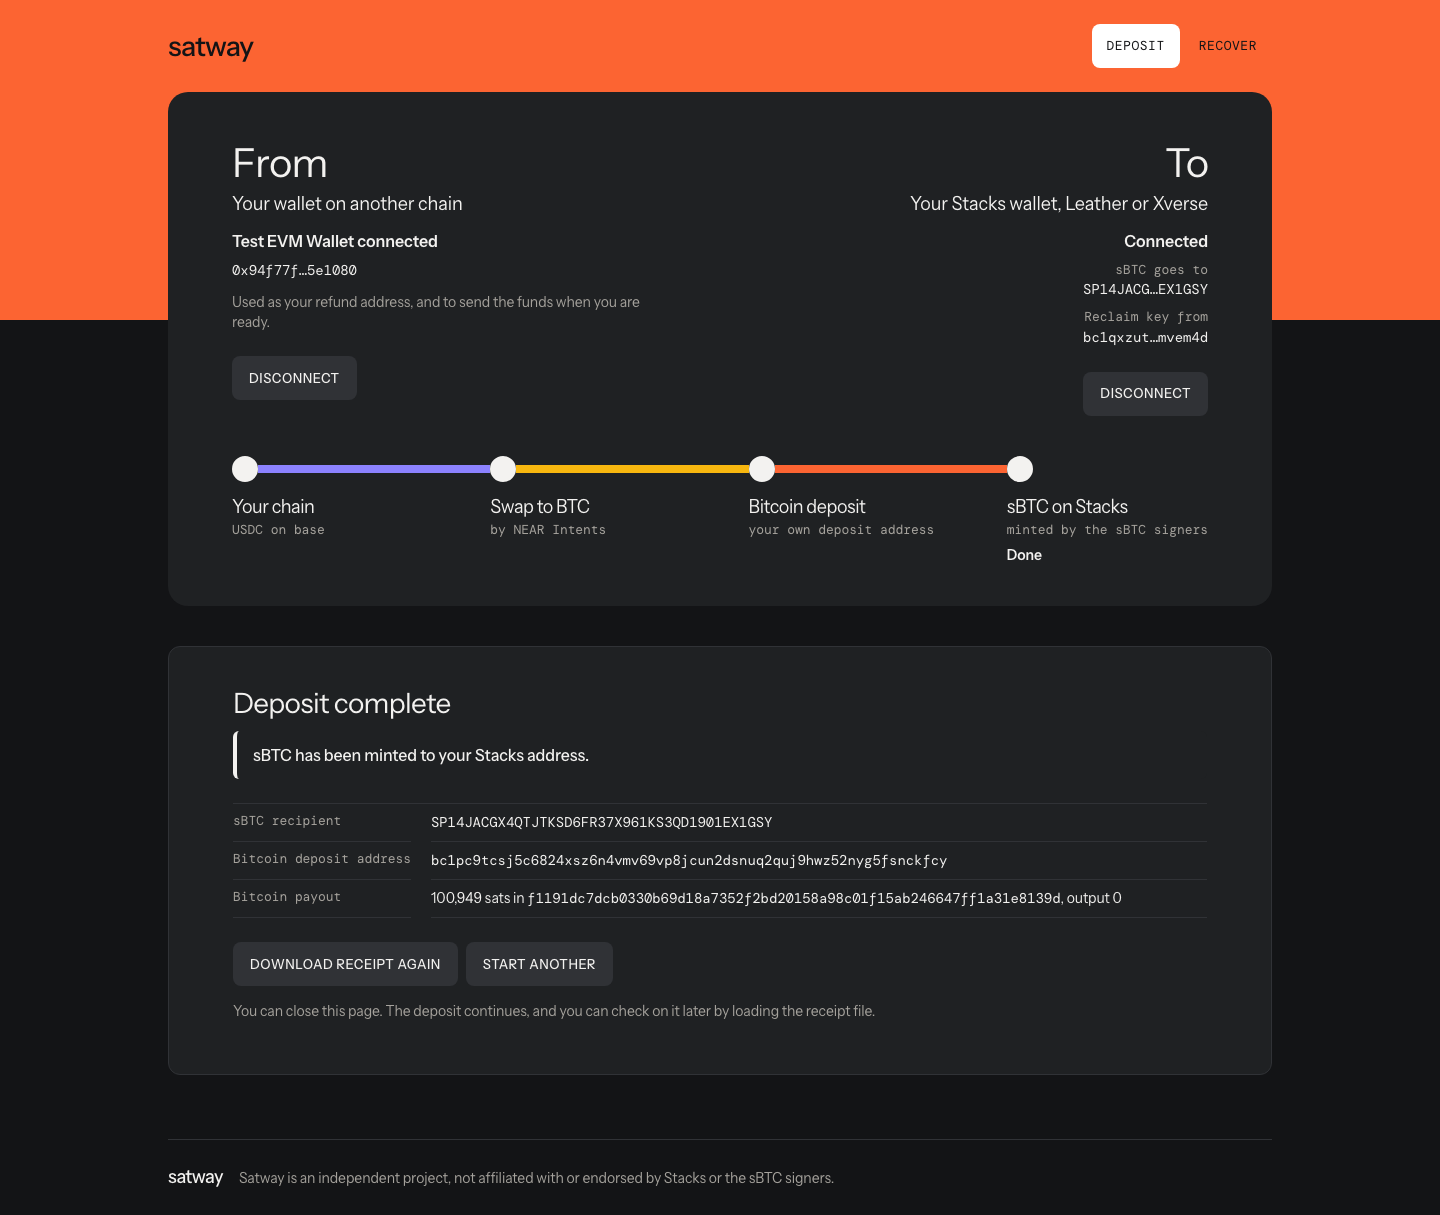 satway
DEPOSIT
RECOVER
From
Your wallet on another chain
Test EVM Wallet connected
0x94f77f…5e1080
Used as your refund address, and to send the funds when you are
ready.
DISCONNECT
To
Your Stacks wallet, Leather or Xverse
Connected
sBTC goes to
SP14JACG…EX1GSY
Reclaim key from
bc1qxzut…mvem4d
DISCONNECT
Your chain
USDC on base
Swap to BTC
by NEAR Intents
Bitcoin deposit
your own deposit address
sBTC on Stacks
minted by the sBTC signers
Done
Deposit complete
sBTC has been minted to your Stacks address.
sBTC recipient
SP14JACGX4QTJTKSD6FR37X961KS3QD1901EX1GSY
Bitcoin deposit address
bc1pc9tcsj5c6824xsz6n4vmv69vp8jcun2dsnuq2quj9hwz52nyg5fsnckfcy
Bitcoin payout
100,949 sats in f1191dc7dcb0330b69d18a7352f2bd20158a98c01f15ab246647ff1a31e8139d, output 0
DOWNLOAD RECEIPT AGAIN
START ANOTHER
You can close this page. The deposit continues, and you can check on it later by loading the receipt file.
satway
Satway is an independent project, not affiliated with or endorsed by Stacks or the sBTC signers.